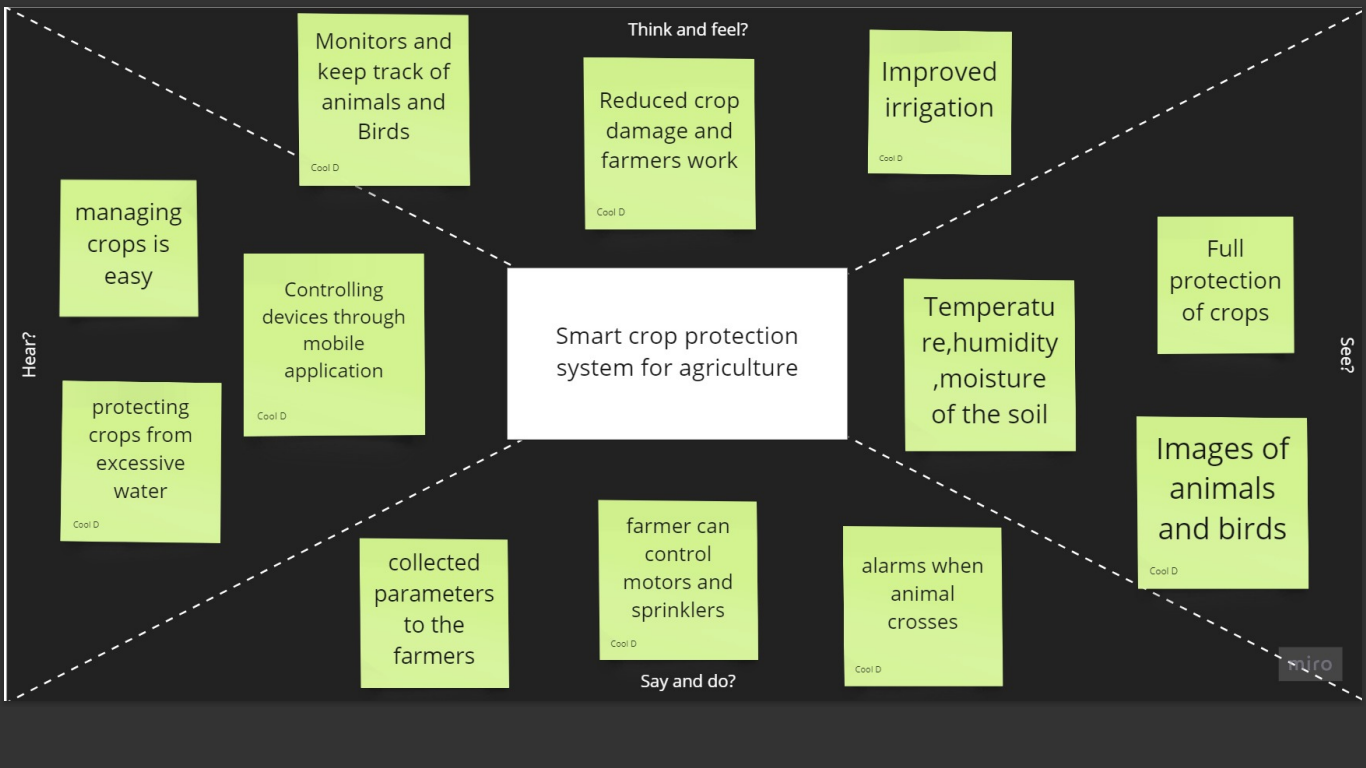 Think and feel?
Monitors and
keep track of
animals and
Birds
Cool D
Reduced crop
damage and
farmers work
Cool D
Improved
irrigation
Cool D
Hear?
managing
crops is
easy
Controlling
devices through
mobile
application
Cool D
protecting
crops from
excessive
water
Cool D
Smart crop protection
system for agriculture
See?
Temperatu
re,humidity
,moisture
of the soil
Full
protection
of crops
Images of
animals
and birds
Cool D
collected
parameters
to the
farmers
farmer can
control
motors and
sprinklers
Cool D
alarms when
animal
crosses
Cool D
Say and do?
miro